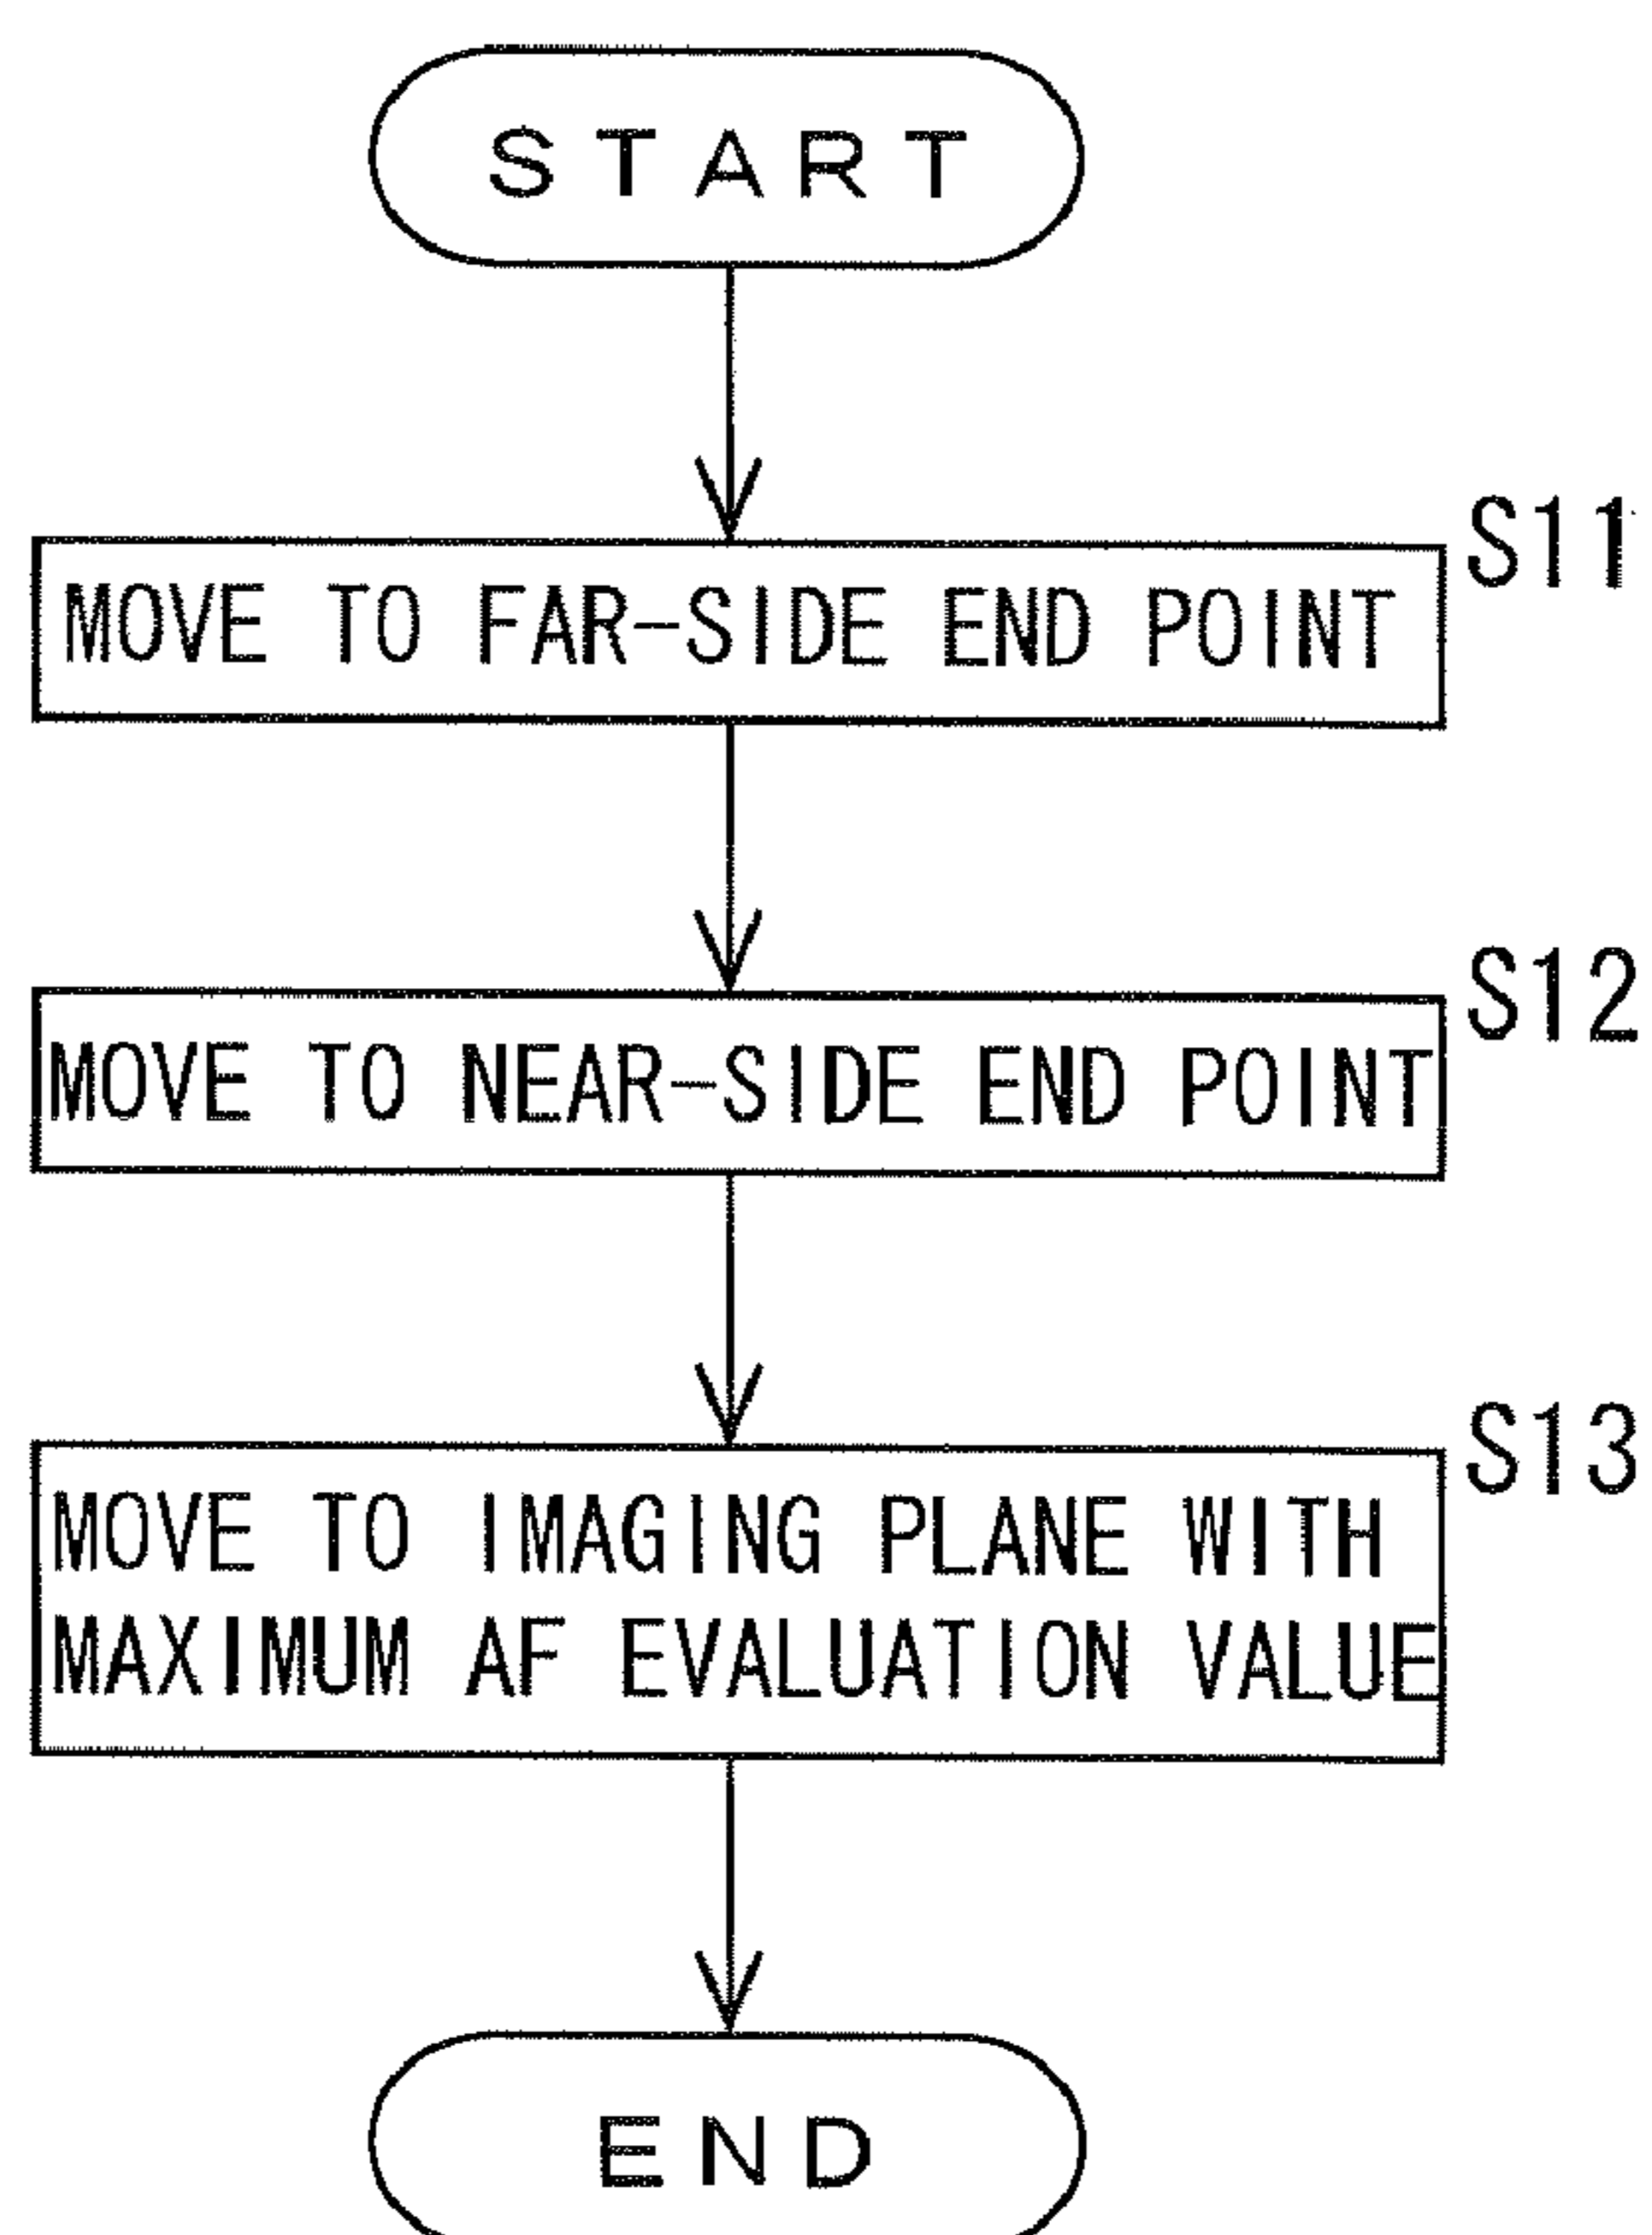 START
S11
MOVE TO FAR-SIDE END POINT
S12
MOVE TO NEAR-SIDE END POINT
S13
MOVE TO IMAGING PLANE WITH
MAXIMUM AF EVALUATION VALUE
END